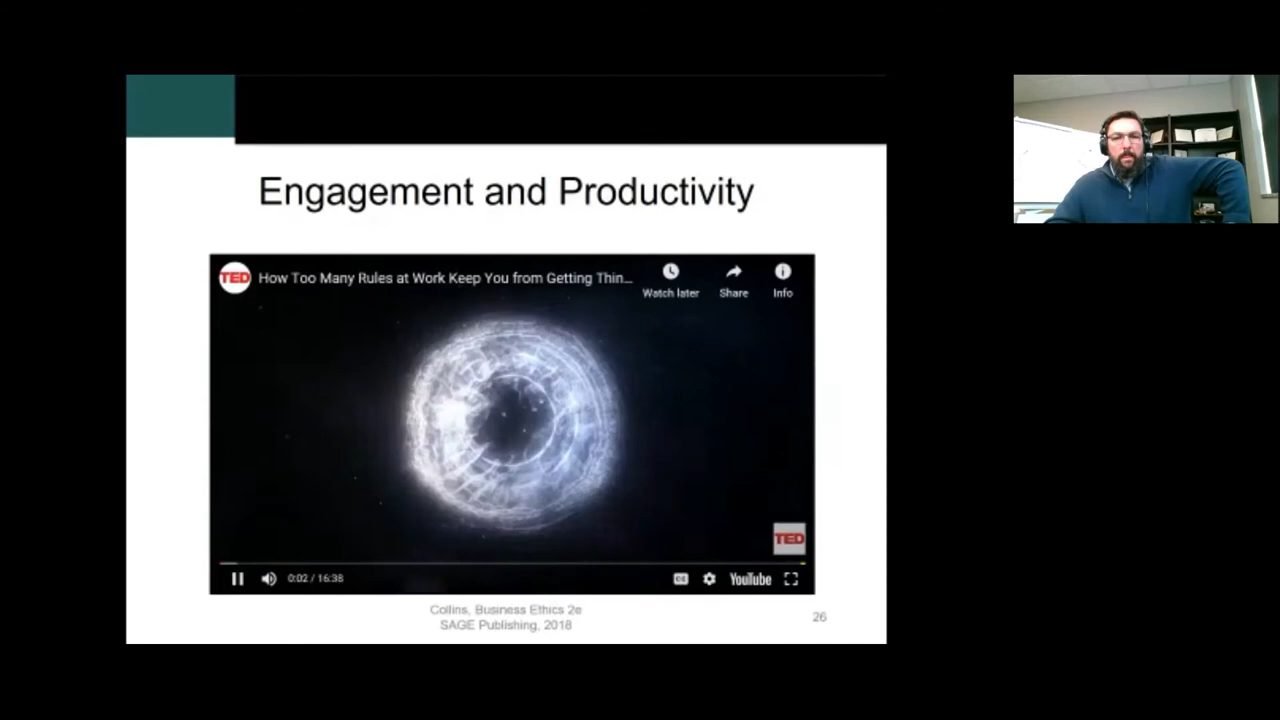 Engagement and Productivity
TED
How Too Many Rules at Work Keep You from Getting Thin...
Watch later
Share
Info
TED
0:02 / 16:38
CC
YouTube
Collins, Business Ethics 2e
SAGE Publishing, 2018
26